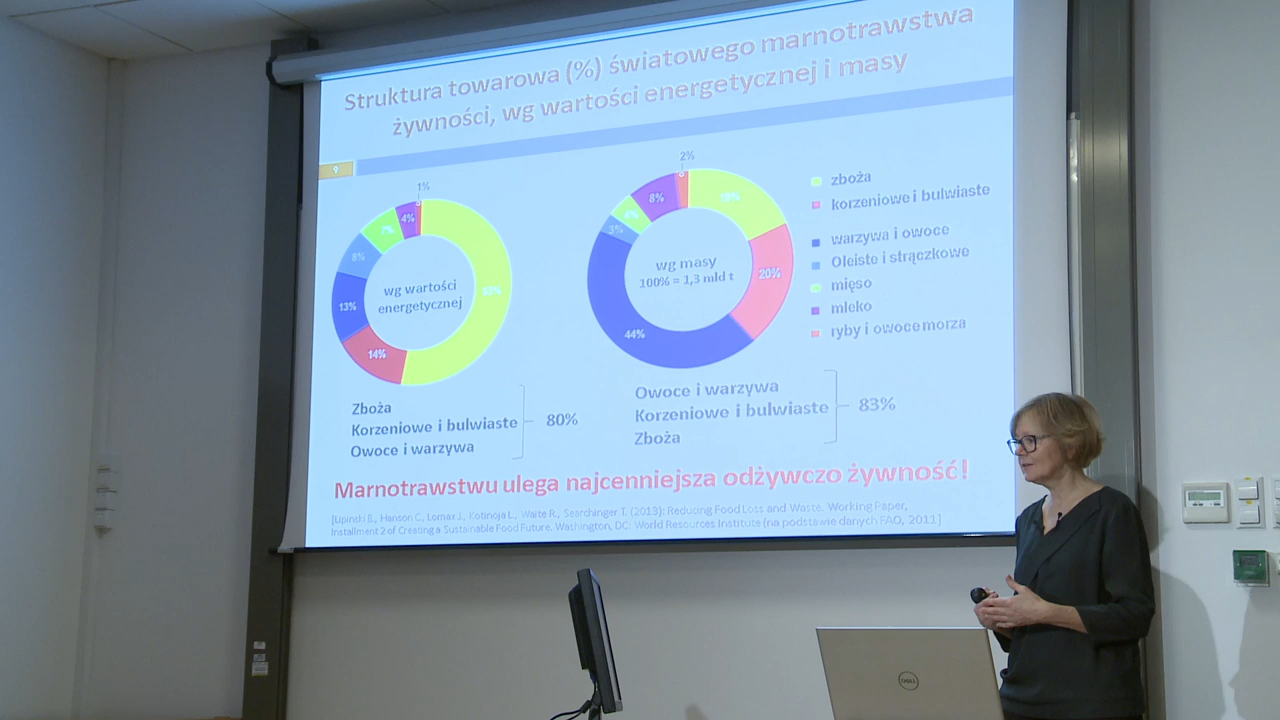 Struktura towarowa (%) światowego marnotrawstwa
żywności, wg wartości energetycznej i masy
9
1%
4%
7%
8%
13%
14%
wg wartości
energetycznej
2%
8%
3%
20%
44%
wg masy
100% = 1,3 mld t
zboża
korzeniowe i bulwiaste
warzywa i owoce
Oleiste i strączkowe
mięso
mleko
ryby i owoce morza
Zboża
Korzeniowe i bulwiaste
Owoce i warzywa
80%
Owoce i warzywa
Korzeniowe i bulwiaste
Zboża
83%
Marnotrawstwu ulega najcenniejsza odżywczo żywność!
[Lipinski B., Hanson C., Lomax J., Kotinoja L., Waite R., Searchinger T. (2013): Reducing Food Loss and Waste. Working Paper,
Installment 2 of Creating a Sustainable Food Future. Washington, DC: World Resources Institute (na podstawie danych FAO, 2011]
DELL